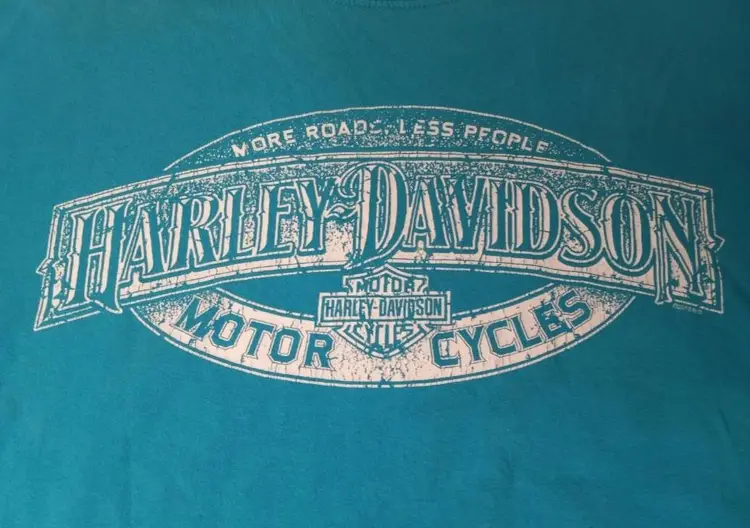 MORE ROADS, LESS PEOPLE
HARLEY-DAVIDSON
MOTOR
HARLEY-DAVIDSON
CYCLES
MOTOR CYCLES